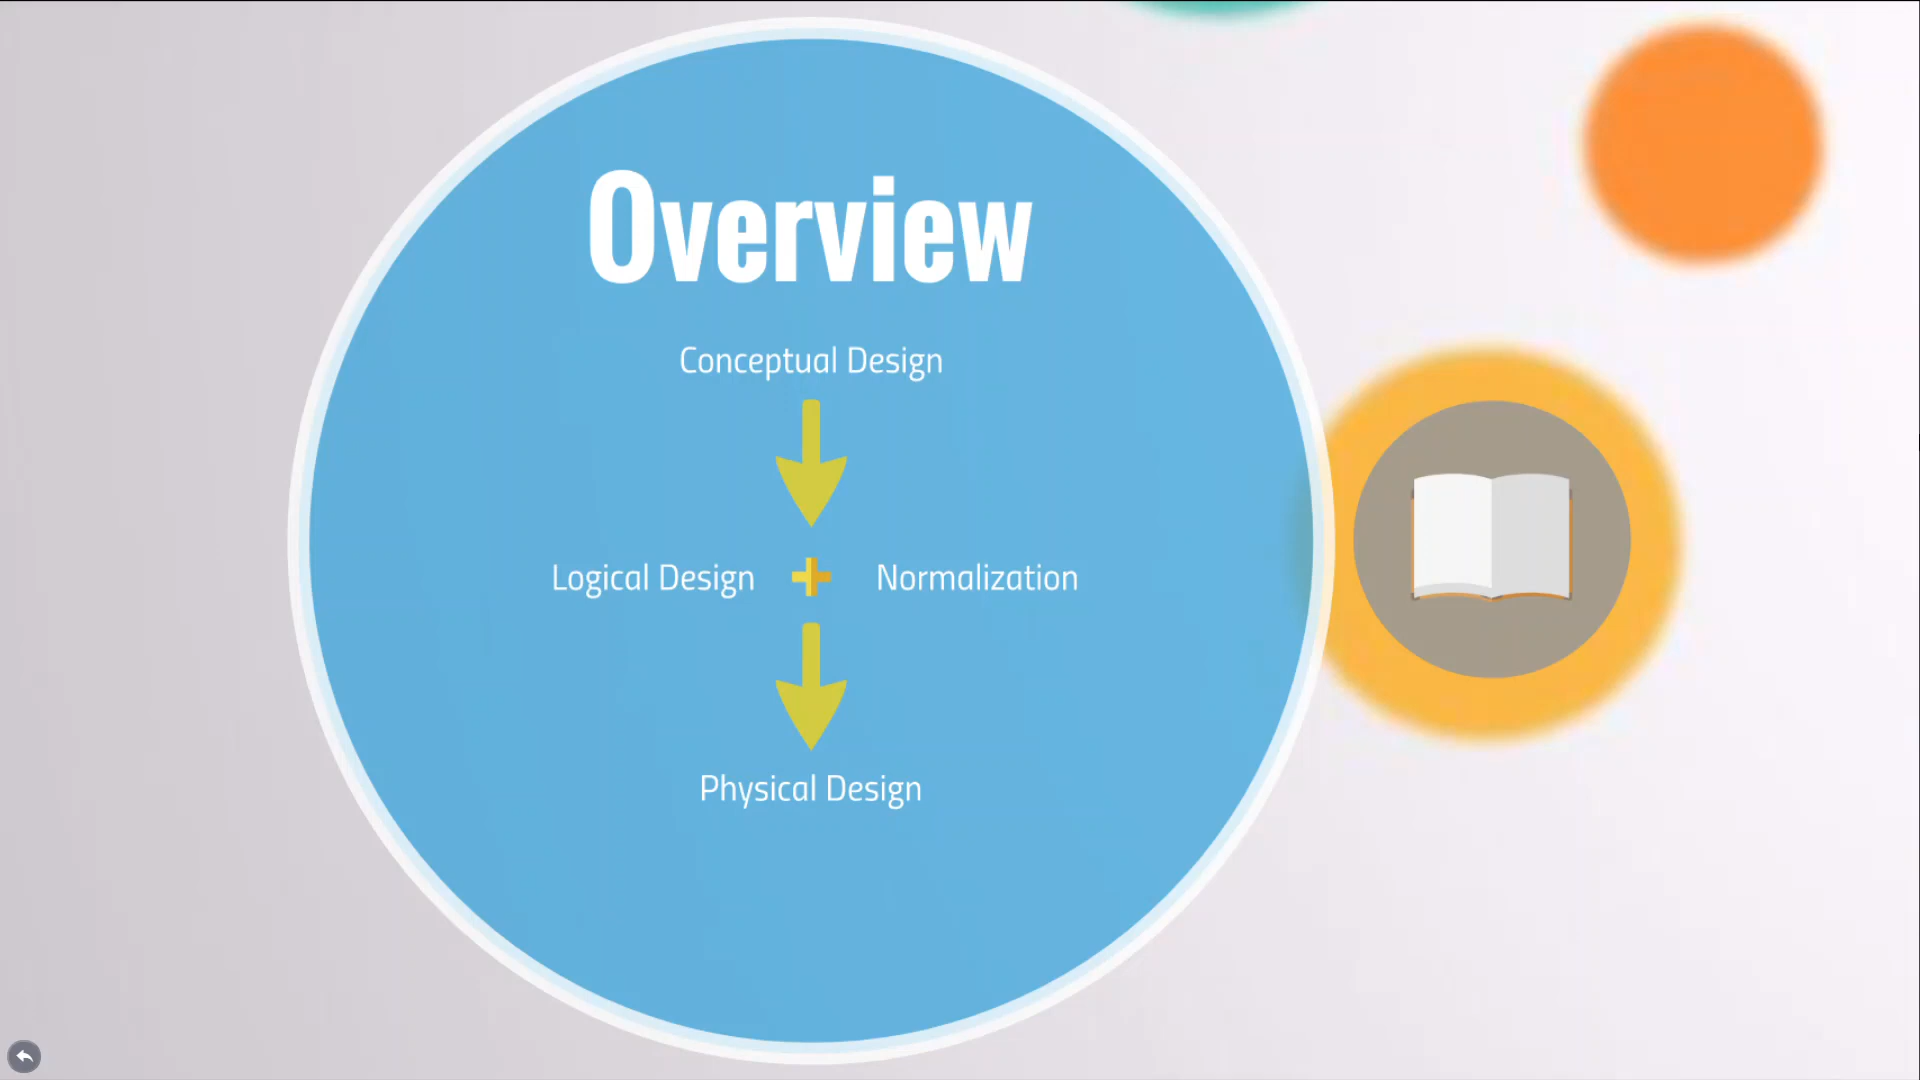 Overview
Conceptual Design
Logical Design + Normalization
Physical Design